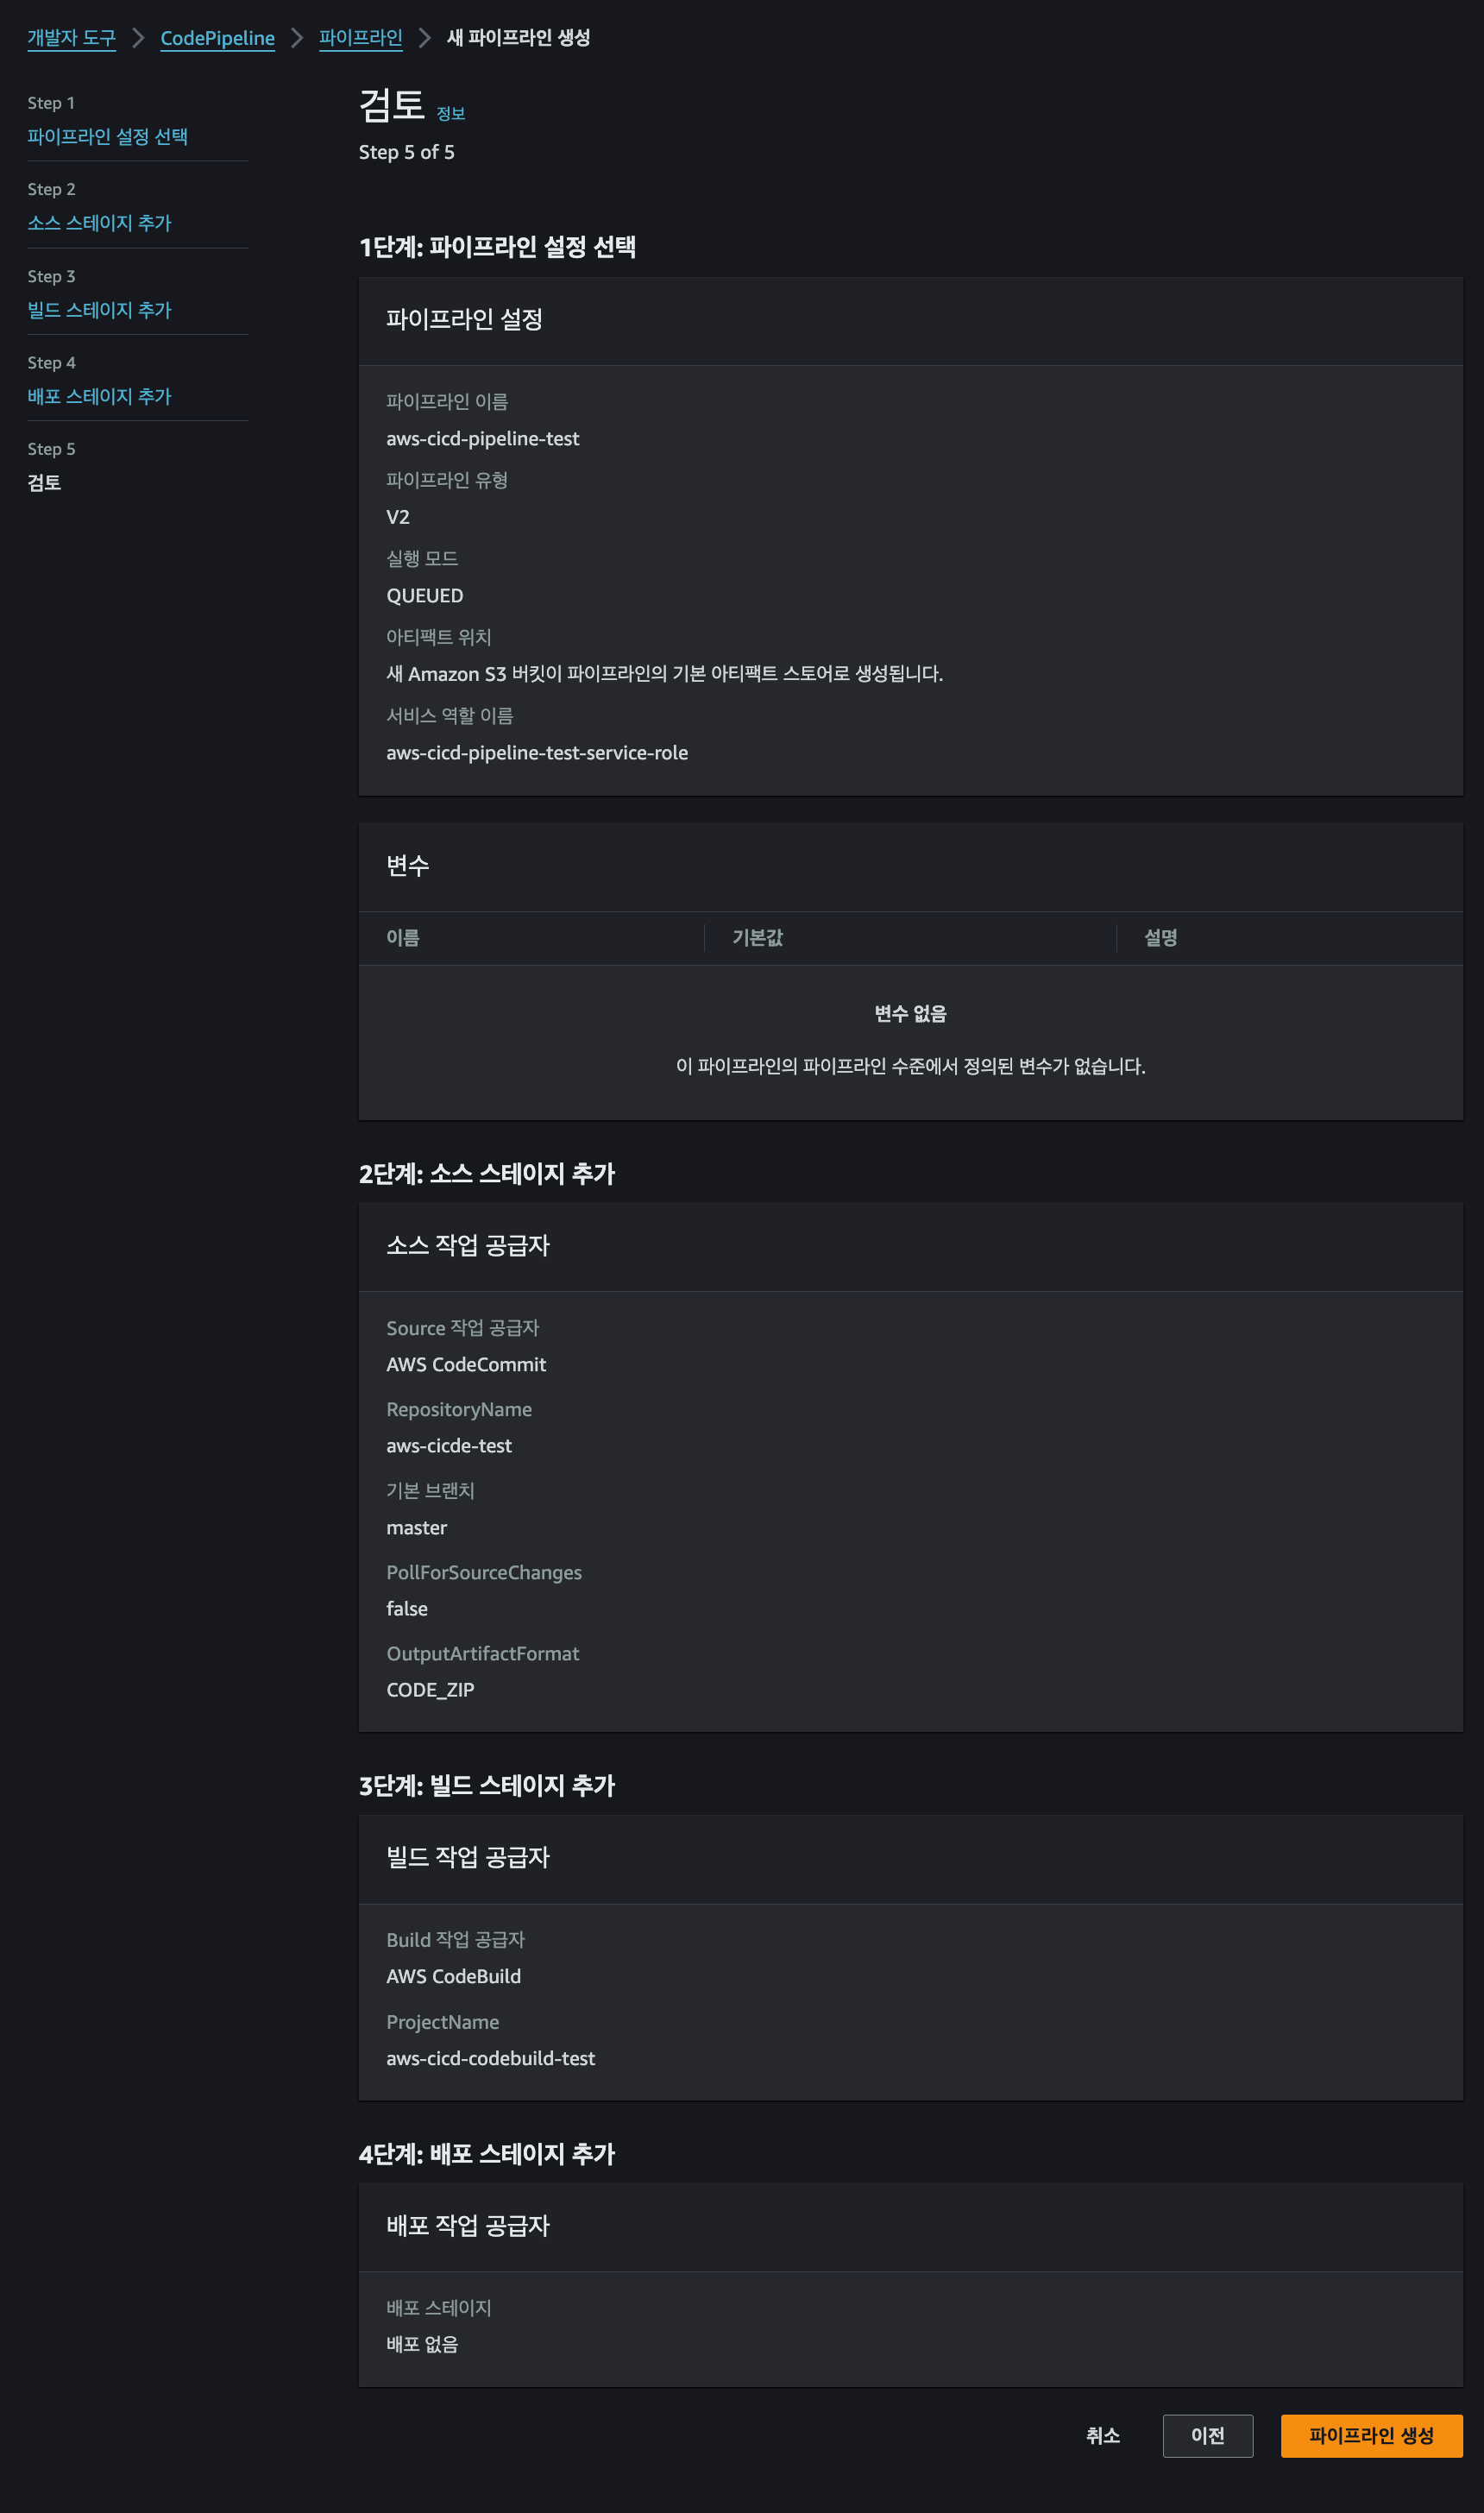 개발자 도구 > CodePipeline > 파이프라인 > 새 파이프라인 생성
Step 1
파이프라인 설정 선택
Step 2
소스 스테이지 추가
Step 3
빌드 스테이지 추가
Step 4
배포 스테이지 추가
Step 5
검토
검토 정보
Step 5 of 5
1단계: 파이프라인 설정 선택
파이프라인 설정
파이프라인 이름
aws-cicd-pipeline-test
파이프라인 유형
V2
실행 모드
QUEUED
아티팩트 위치
새 Amazon S3 버킷이 파이프라인의 기본 아티팩트 스토어로 생성됩니다.
서비스 역할 이름
aws-cicd-pipeline-test-service-role
변수
이름 기본값 설명
변수 없음
이 파이프라인의 파이프라인 수준에서 정의된 변수가 없습니다.
2단계: 소스 스테이지 추가
소스 작업 공급자
Source 작업 공급자
AWS CodeCommit
RepositoryName
aws-cicde-test
기본 브랜치
master
PollForSourceChanges
false
OutputArtifactFormat
CODE_ZIP
3단계: 빌드 스테이지 추가
빌드 작업 공급자
Build 작업 공급자
AWS CodeBuild
ProjectName
aws-cicd-codebuild-test
4단계: 배포 스테이지 추가
배포 작업 공급자
배포 스테이지
배포 없음
취소 이전 파이프라인 생성